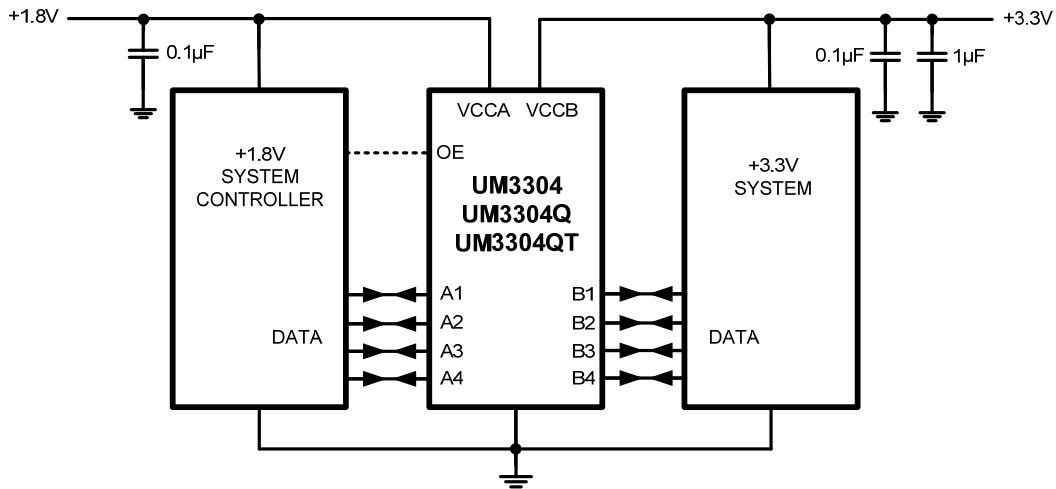 +1.8V
+3.3V
0.1µF
0.1µF
1µF
VCCA
VCCB
+1.8V
SYSTEM
CONTROLLER
OE
UM3304
UM3304Q
UM3304QT
+3.3V
SYSTEM
A1
B1
A2
B2
DATA
A3
B3
DATA
A4
B4